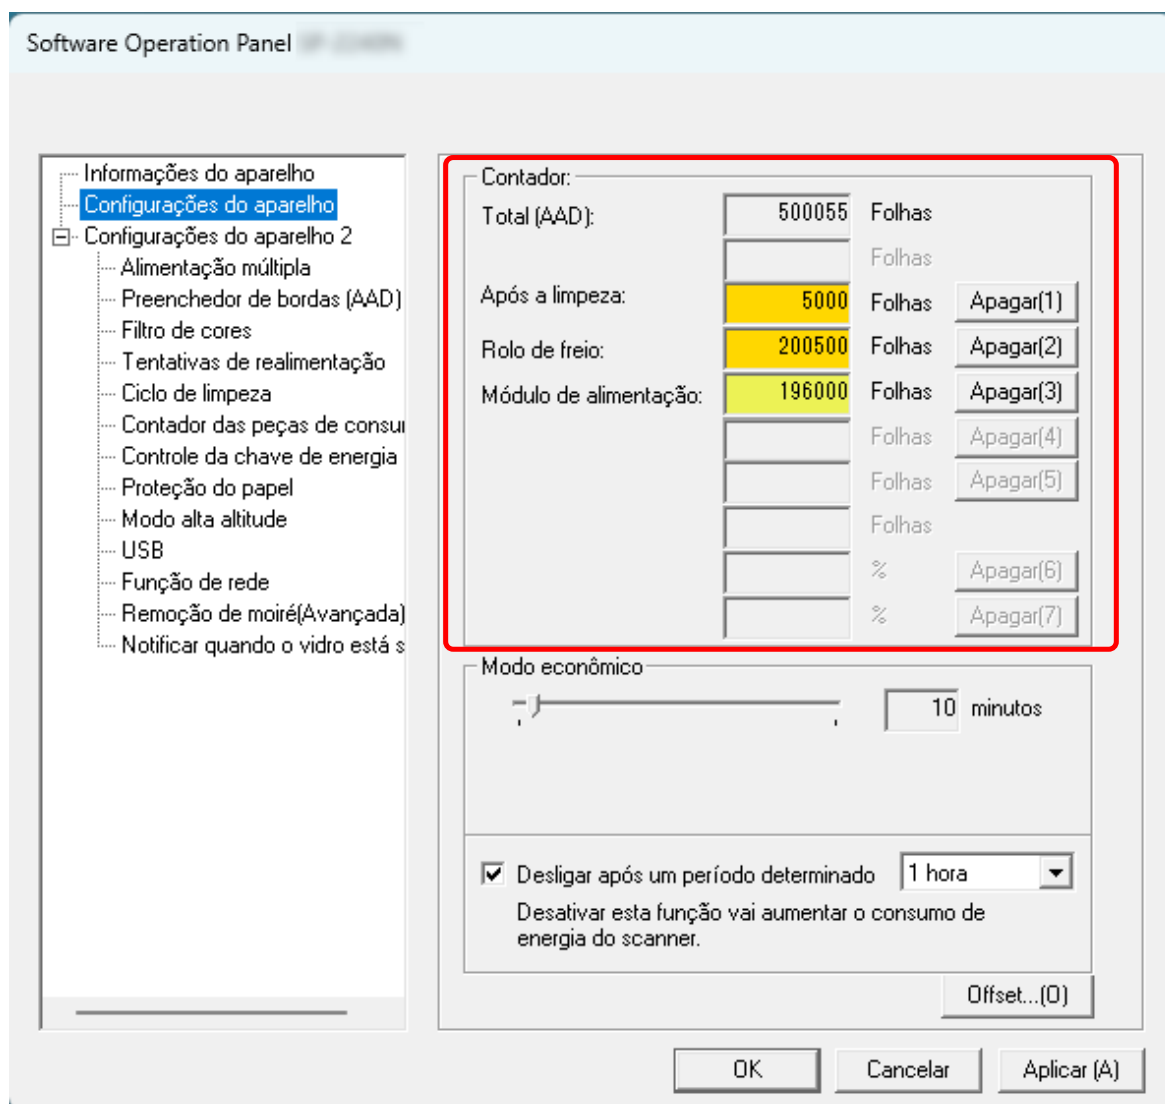 Software Operation Panel
Informações do aparelho
Configurações do aparelho
Configurações do aparelho 2
Alimentação múltipla
Preenchedor de bordas (AAD)
Filtro de cores
Tentativas de realimentação
Ciclo de limpeza
Contador das peças de consu
Controle da chave de energia
Proteção do papel
Modo alta altitude
USB
Função de rede
Remoção de moiré(Avançada)
Notificar quando o vidro está s
Contador:
Total (AAD): 500055 Folhas
Folhas
Após a limpeza: 5000 Folhas Apagar(1)
Rolo de freio: 200500 Folhas Apagar(2)
Módulo de alimentação: 196000 Folhas Apagar(3)
Folhas Apagar(4)
Folhas Apagar(5)
Folhas
% Apagar(6)
% Apagar(7)
Modo econômico
10 minutos
Desligar após um período determinado 1 hora
Desativar esta função vai aumentar o consumo de
energia do scanner.
Offset...(O)
OK Cancelar Aplicar (A)